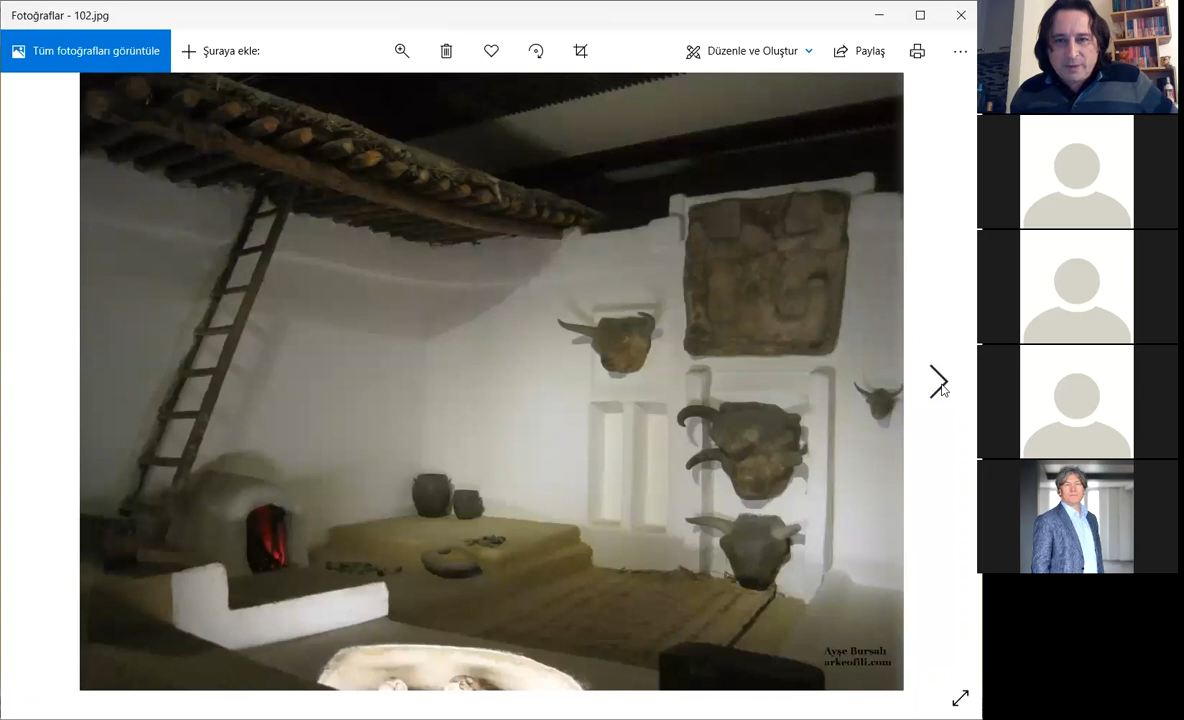 Fotoğraflar - 102.jpg
Tüm fotoğrafları görüntüle
Şuraya ekle:
Düzenle ve Oluştur
Paylaş
Ayşe Bursalı
arkeofili.com